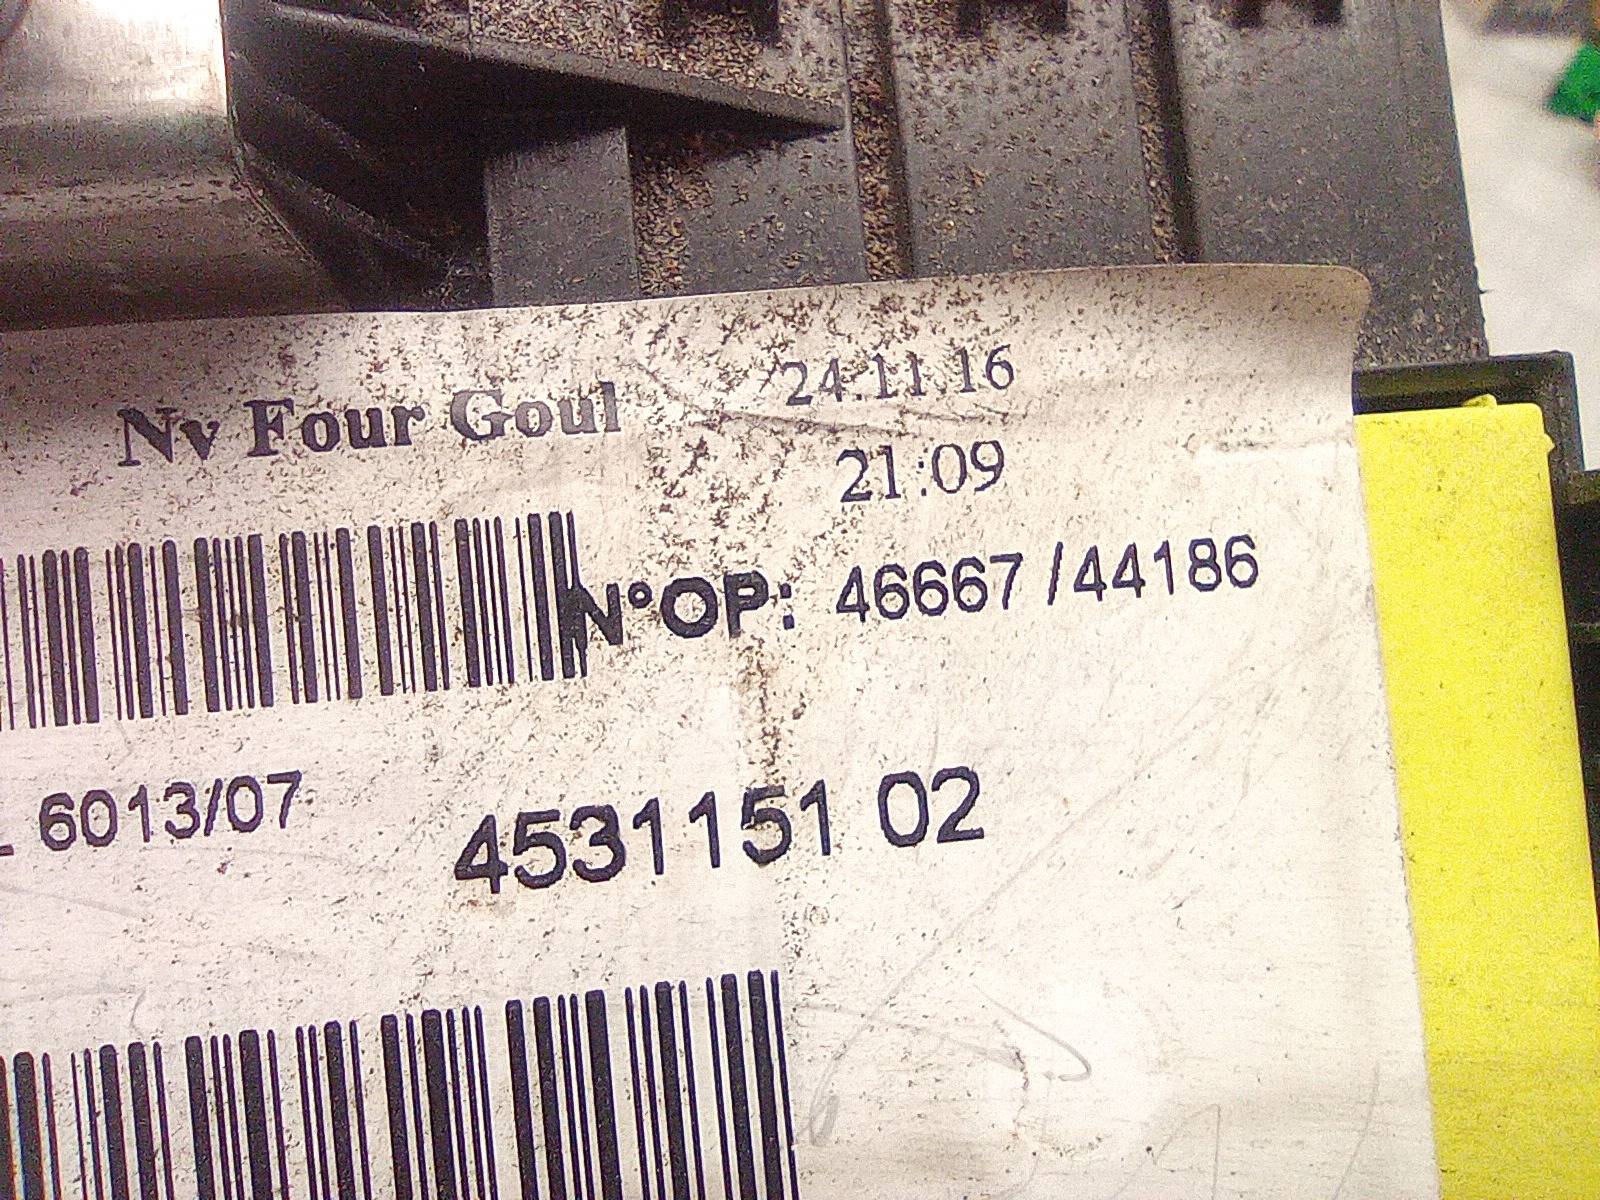 Nv Four Goul 24.11.16
21:09
N°OP: 46667 /44186
6013/07 4531151 02